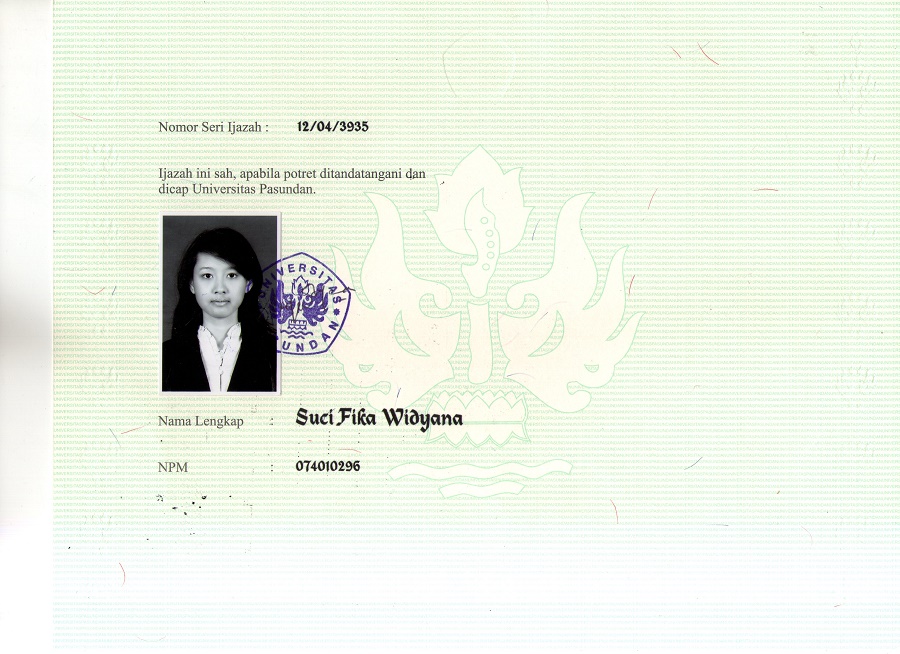 Nomor Seri Ijazah : 12/04/3935
Ijazah ini sah, apabila potret ditandatangani dan
dicap Universitas Pasundan.
UNIVERSITAS
UNDAN
Nama Lengkap : Suci Fika Widyana
NPM : 074010296